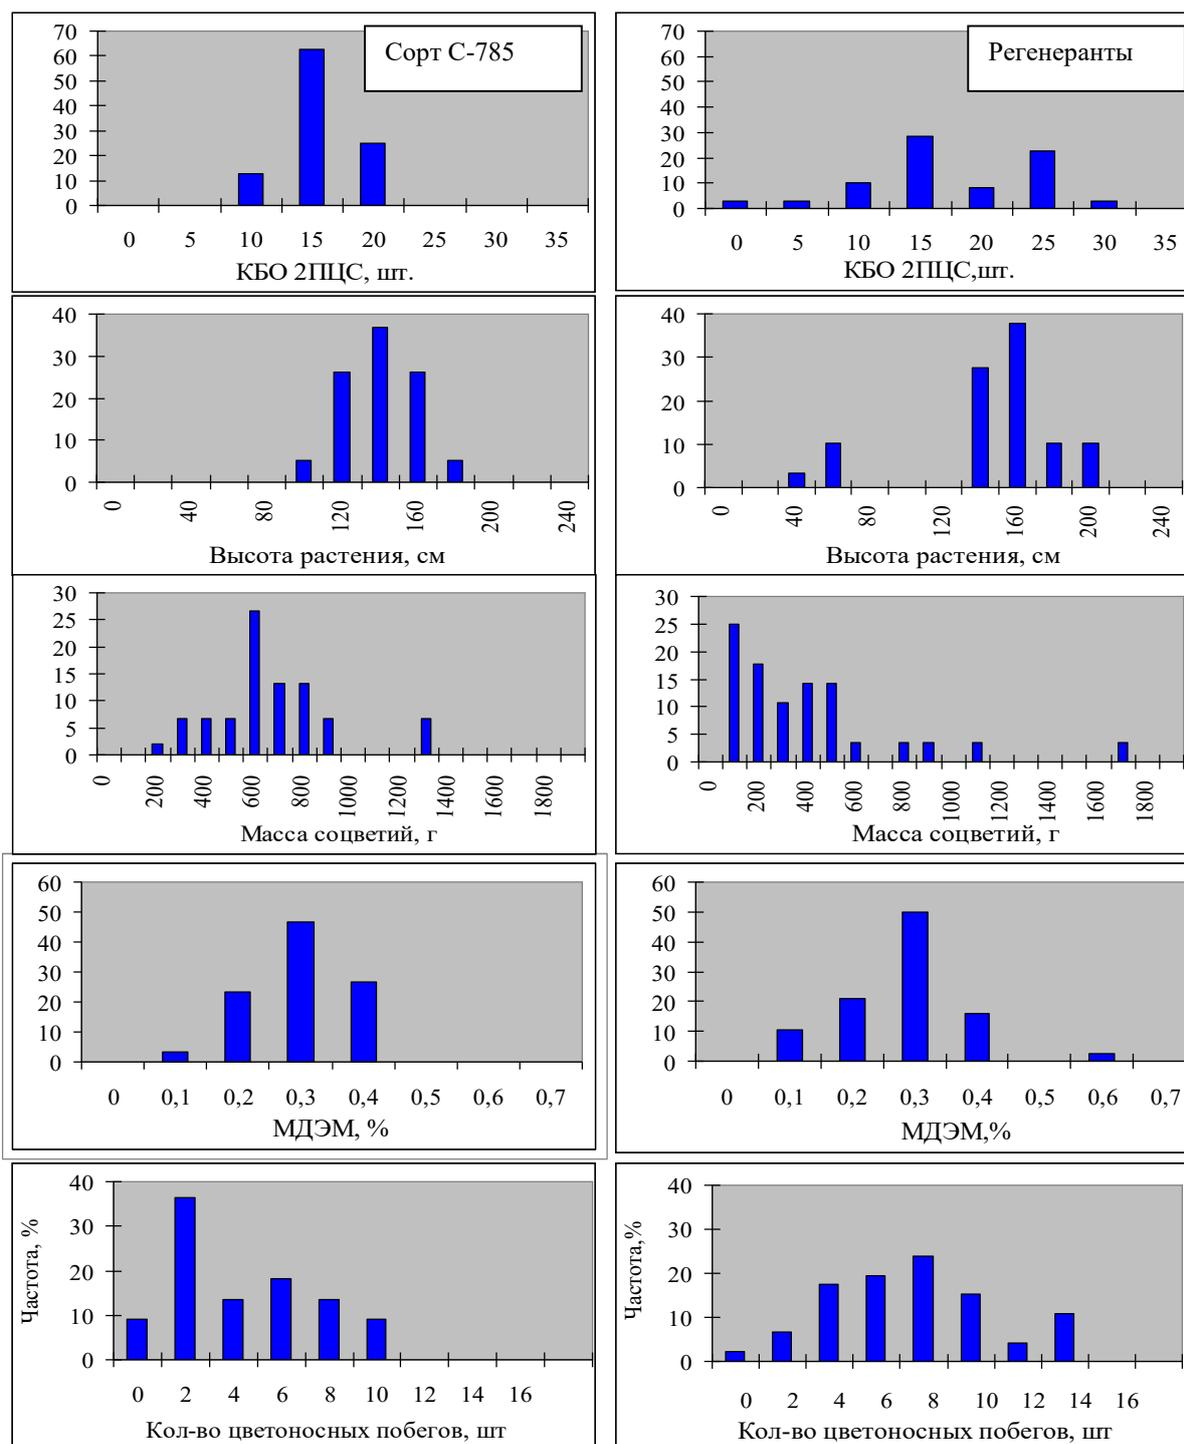 Сорт С-785
70
60
50
40
30
20
10
0
0 5 10 15 20 25 30 35
КБО 2ПЦС, шт.
Регенеранты
70
60
50
40
30
20
10
0
0 5 10 15 20 25 30 35
КБО 2ПЦС,шт.
40
30
20
10
0
0 40 80 120 160 200 240
Высота растения, см
40
30
20
10
0
0 40 80 120 160 200 240
Высота растения, см
30
25
20
15
10
5
0
0 200 400 600 800 1000 1200 1400 1600 1800
Масса соцветий, г
30
25
20
15
10
5
0
0 200 400 600 800 1000 1200 1400 1600 1800
Масса соцветий, г
60
50
40
30
20
10
0
0 0,1 0,2 0,3 0,4 0,5 0,6 0,7
МДЭМ, %
60
50
40
30
20
10
0
0 0,1 0,2 0,3 0,4 0,5 0,6 0,7
МДЭМ,%
Частота, %
40
30
20
10
0
0 2 4 6 8 10 12 14 16
Кол-во цветоносных побегов, шт
Частота,%
40
30
20
10
0
0 2 4 6 8 10 12 14 16
Кол-во цветоносных побегов, шт